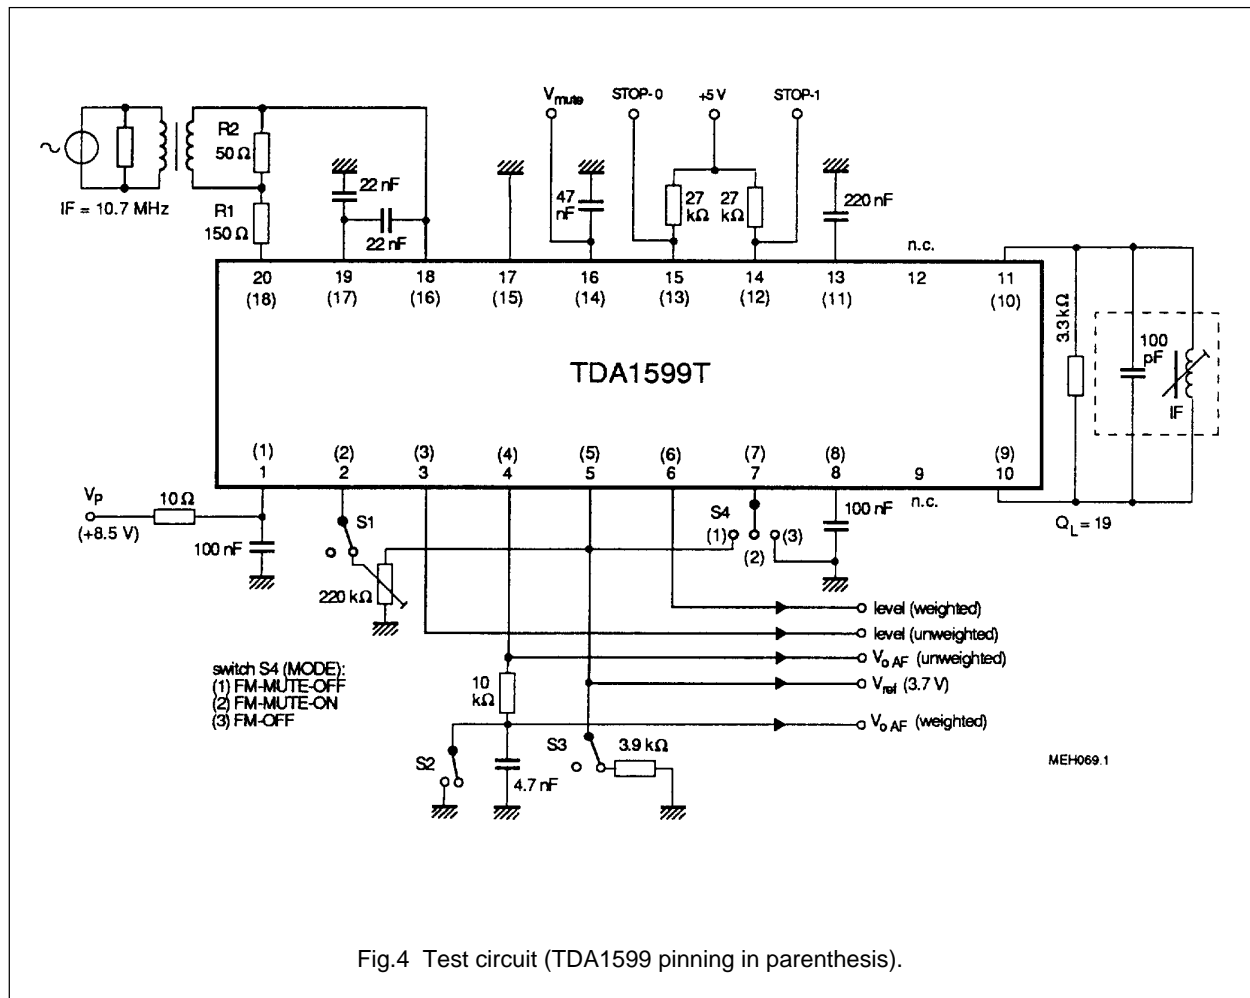 V mute
STOP-0
+5 V
STOP-1
R2
50 Ω
IF = 10.7 MHz
R1
150 Ω
22 nF
22 nF
47 nF
27 kΩ
27 kΩ
220 nF
n.c.
20 19 18 17 16 15 14 13 12 11
(18) (17) (16) (15) (14) (13) (12) (11) (10)
3.3 kΩ
100 pF
IF
TDA1599T
(1) (2) (3) (4) (5) (6) (7) (8) (9)
1 2 3 4 5 6 7 8 9 10
n.c.
QL = 19
VP
(+8.5 V)
10 Ω
100 nF
S1
220 kΩ
S4
(1)
(2)
(3)
100 nF
level (weighted)
level (unweighted)
Vo AF (unweighted)
Vref (3.7 V)
Vo AF (weighted)
switch S4 (MODE):
(1) FM-MUTE-OFF
(2) FM-MUTE-ON
(3) FM-OFF
10 kΩ
S2
4.7 nF
S3
3.9 kΩ
MEH069.1
Fig.4 Test circuit (TDA1599 pinning in parenthesis).